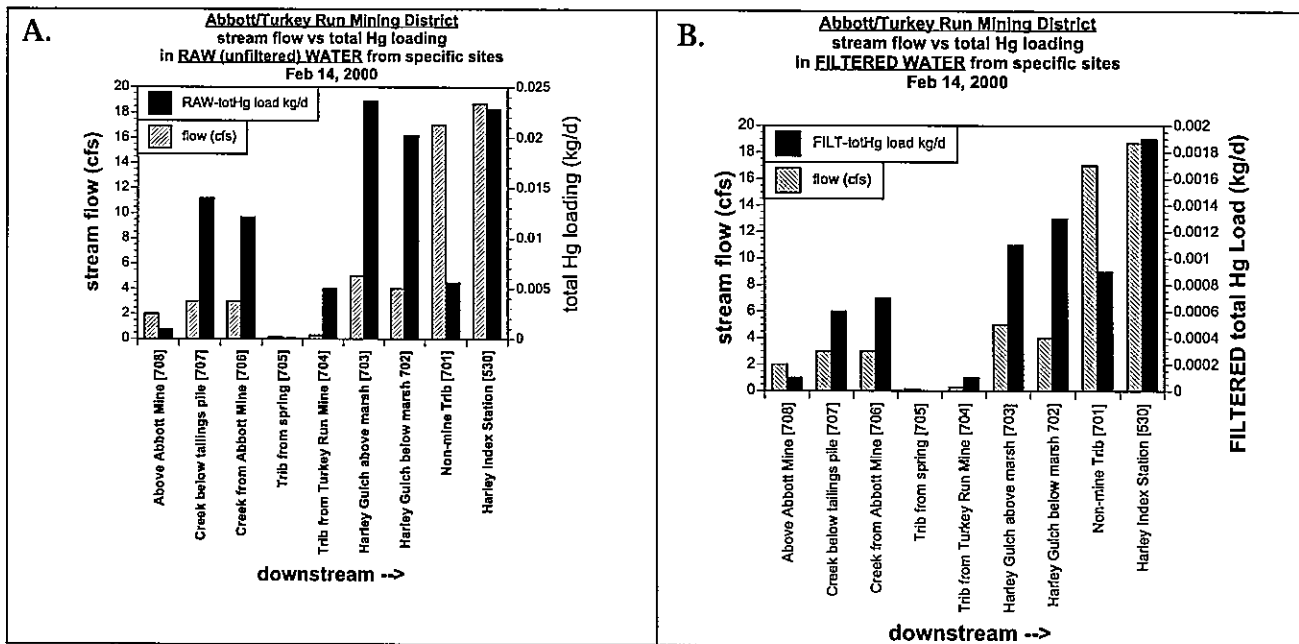 A.
Abbott/Turkey Run Mining District
stream flow vs total Hg loading
in RAW (unfiltered) WATER from specific sites
Feb 14, 2000
RAW-totHg load kg/d
flow (cfs)
20
18
16
14
12
10
8
6
4
2
0
stream flow (cfs)
0.025
0.02
0.015
0.01
0.005
0
total Hg loading (kg/d)
Above Abbott Mine [708]
Creek below tailings pile [707]
Creek from Abbott Mine [706]
Trib from spring [705]
Trib from Turkey Run Mine [704]
Harley Gulch above marsh [703]
Harley Gulch below marsh 702]
Non-mine Trib [701]
Harley Index Station [530]
downstream -->
B.
Abbott/Turkey Run Mining District
stream flow vs total Hg loading
in FILTERED WATER from specific sites
Feb 14, 2000
FILT-totHg load kg/d
flow (cfs)
20
18
16
14
12
10
8
6
4
2
0
stream flow (cfs)
0.002
0.0018
0.0016
0.0014
0.0012
0.001
0.0008
0.0006
0.0004
0.0002
0
FILTERED total Hg Load (kg/d)
Above Abbott Mine [708]
Creek below tailings pile [707]
Creek from Abbott Mine [706]
Trib from spring [705]
Trib from Turkey Run Mine [704]
Harley Gulch above marsh [703]
Harley Gulch below marsh 702]
Non-mine Trib [701]
Harley Index Station [530]
downstream -->